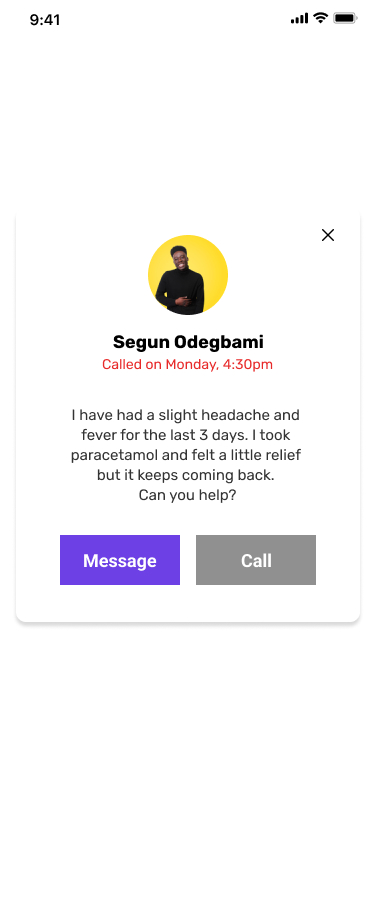 9:41
Segun Odegbami
Called on Monday, 4:30pm
I have had a slight headache and
fever for the last 3 days. I took
paracetamol and felt a little relief
but it keeps coming back.
Can you help?
Message
Call